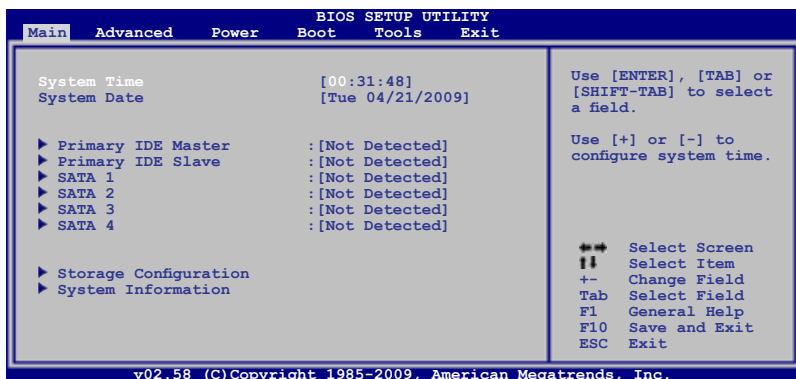 BIOS SETUP UTILITY
Main Advanced Power Boot Tools Exit
System Time [00:31:48]
System Date [Tue 04/21/2009]
Primary IDE Master :[Not Detected]
Primary IDE Slave :[Not Detected]
SATA 1 :[Not Detected]
SATA 2 :[Not Detected]
SATA 3 :[Not Detected]
SATA 4 :[Not Detected]
Storage Configuration
System Information
Use [ENTER], [TAB] or
[SHIFT-TAB] to select
a field.
Use [+] or [-] to
configure system time.
Select Screen
Select Item
+- Change Field
Tab Select Field
F1 General Help
F10 Save and Exit
ESC Exit
v02.58 (C)Copyright 1985-2009, American Megatrends, Inc.